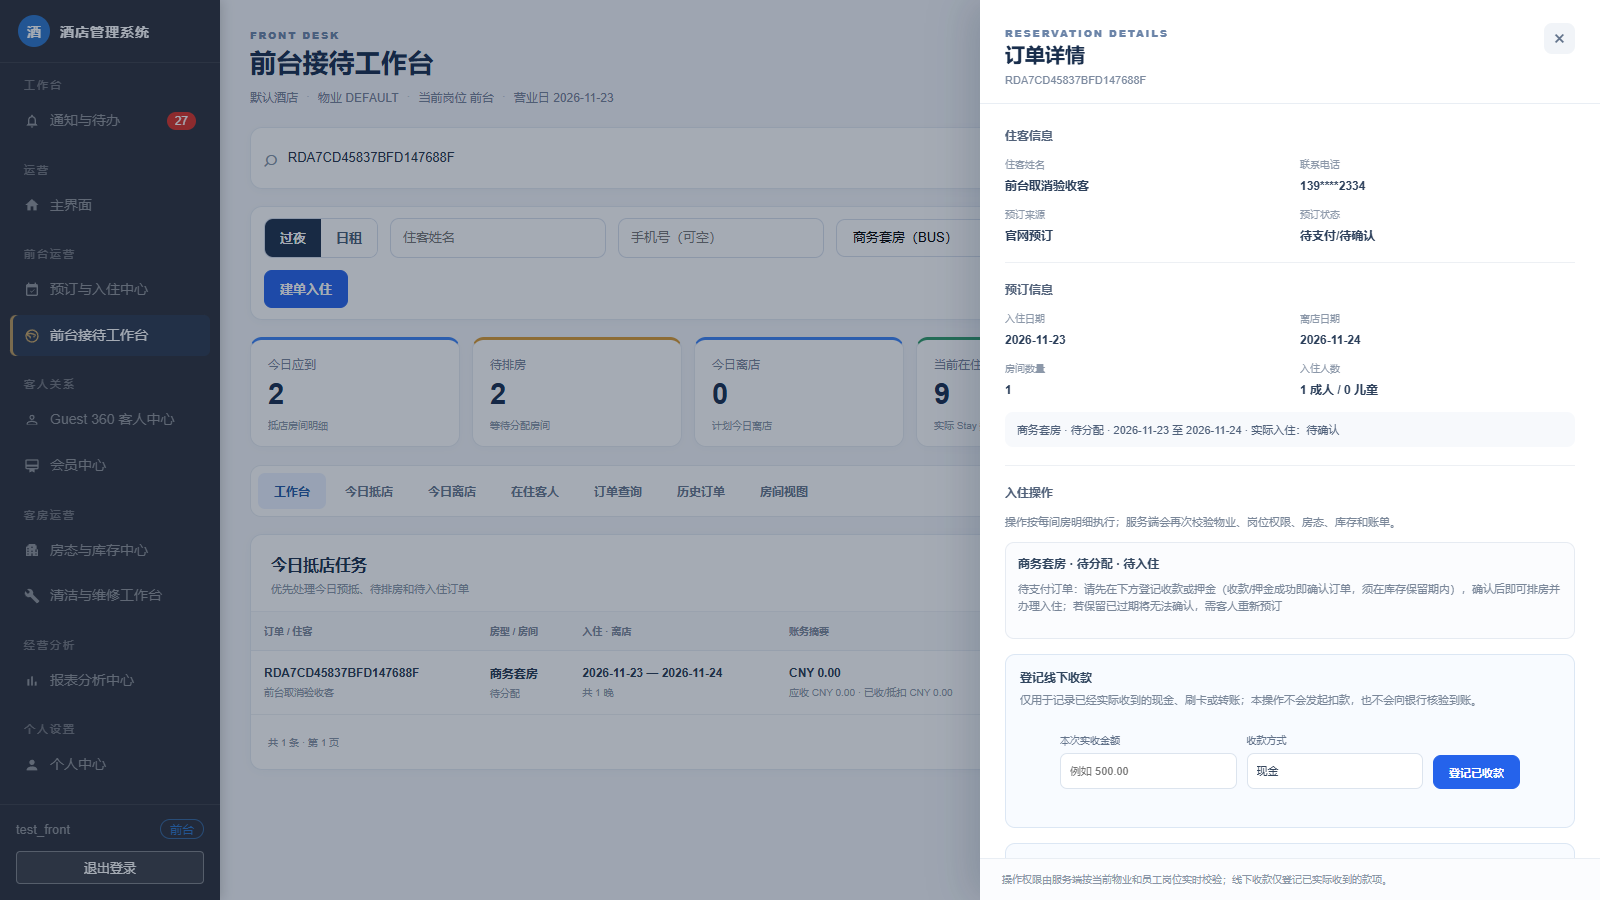 酒 酒店管理系统
工作台
通知与待办 27
运营
主界面
前台运营
预订与入住中心
前台接待工作台
客人关系
Guest 360 客人中心
会员中心
客房运营
房态与库存中心
清洁与维修工作台
经营分析
报表分析中心
个人设置
个人中心
test_front 前台
退出登录
FRONT DESK
前台接待工作台
默认酒店 · 物业 DEFAULT · 当前岗位 前台 · 营业日 2026-11-23
RDA7CD45837BFD147688F
过夜 日租 住客姓名 手机号（可空） 商务套房（BUS）
建单入住
今日应到
2
抵店房间明细
待排房
2
等待分配房间
今日离店
0
计划今日离店
当前在住
9
实际 Stay
工作台 今日抵店 今日离店 在住客人 订单查询 历史订单 房间视图
今日抵店任务
优先处理今日预抵、待排房和待入住订单
订单 / 住客 房型 / 房间 入住 · 离店 账务摘要
RDA7CD45837BFD147688F 商务套房 2026-11-23 — 2026-11-24 CNY 0.00
前台取消验收客 待分配 共 1 晚 应收 CNY 0.00 · 已收/抵扣 CNY 0.00
共 1 条 · 第 1 页
RESERVATION DETAILS
订单详情
RDA7CD45837BFD147688F
住客信息
住客姓名 联系电话
前台取消验收客 139****2334
预订来源 预订状态
官网预订 待支付/待确认
预订信息
入住日期 离店日期
2026-11-23 2026-11-24
房间数量 入住人数
1 1 成人 / 0 儿童
商务套房 · 待分配 · 2026-11-23 至 2026-11-24 · 实际入住：待确认
入住操作
操作按每间房明细执行；服务端会再次校验物业、岗位权限、房态、库存和账单。
商务套房 · 待分配 · 待入住
待支付订单：请先在下方登记收款或押金（收款/押金成功即确认订单，须在库存保留期内），确认后即可排房并
办理入住；若保留已过期将无法确认，需客人重新预订
登记线下收款
仅用于记录已经实际收到的现金、刷卡或转账；本操作不会发起扣款，也不会向银行核验到账。
本次实收金额 收款方式
例如 500.00 现金 登记已收款
操作权限由服务端按当前物业和员工岗位实时校验；线下收款仅登记已实际收到的款项。